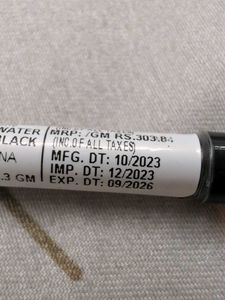 WATER
BLACK
NA
.3 GM
MRP: /GM RS.303.84
(INC.OF ALL TAXES)
MFG. DT: 10/2023
IMP. DT: 12/2023
EXP. DT: 09/2026